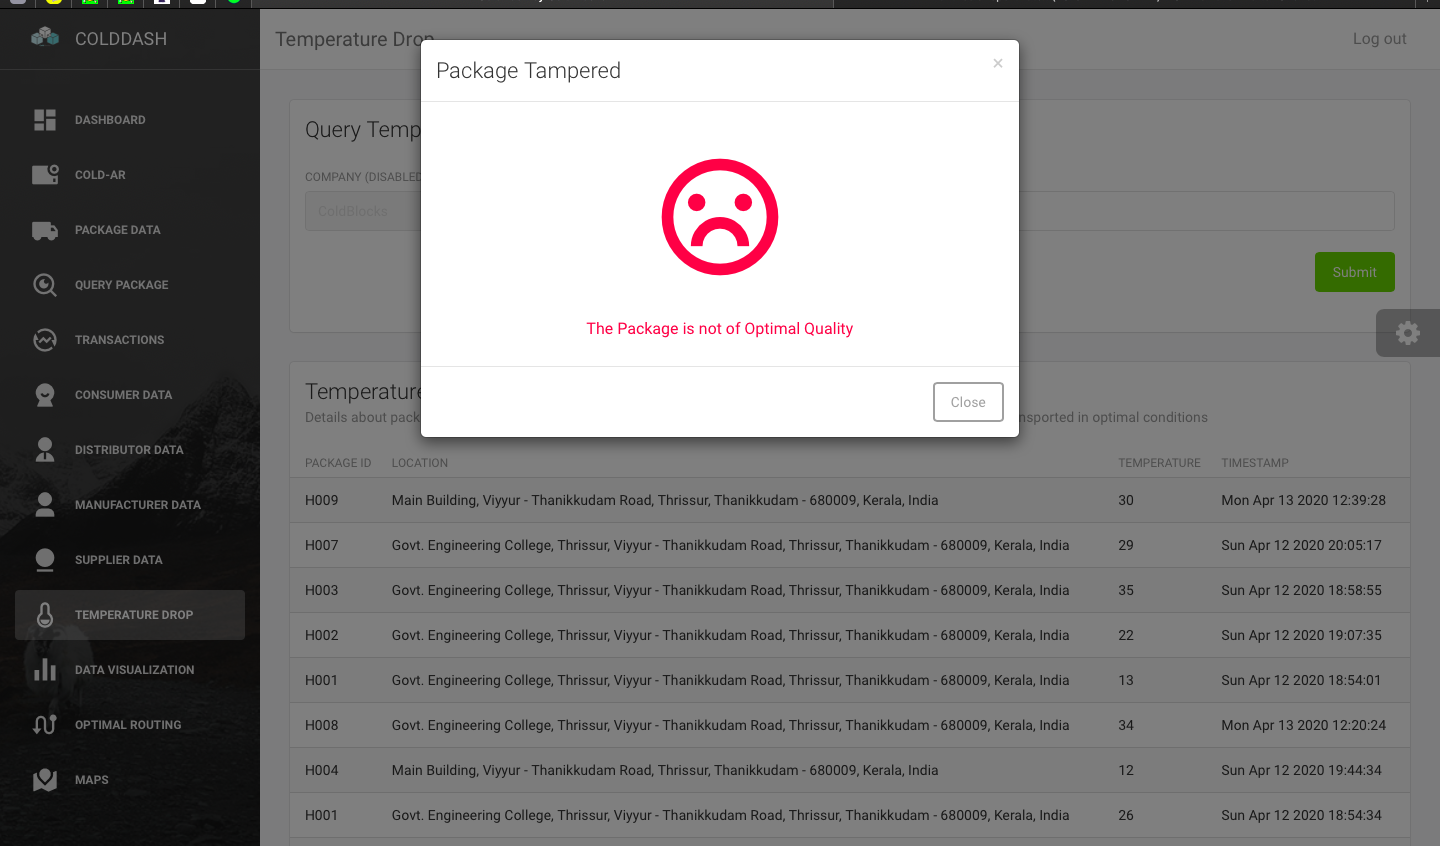 COLDDASH
Temperature Drop
Log out
Package Tampered
×
The Package is not of Optimal Quality
Close
DASHBOARD
COLD-AR
PACKAGE DATA
QUERY PACKAGE
TRANSACTIONS
CONSUMER DATA
DISTRIBUTOR DATA
MANUFACTURER DATA
SUPPLIER DATA
TEMPERATURE DROP
DATA VISUALIZATION
OPTIMAL ROUTING
MAPS
Query Temp
COMPANY (DISABLED
ColdBlocks
Submit
Temperature
Details about pack nsported in optimal conditions
PACKAGE ID LOCATION TEMPERATURE TIMESTAMP
H009 Main Building, Viyyur - Thanikkudam Road, Thrissur, Thanikkudam - 680009, Kerala, India 30 Mon Apr 13 2020 12:39:28
H007 Govt. Engineering College, Thrissur, Viyyur - Thanikkudam Road, Thrissur, Thanikkudam - 680009, Kerala, India 29 Sun Apr 12 2020 20:05:17
H003 Govt. Engineering College, Thrissur, Viyyur - Thanikkudam Road, Thrissur, Thanikkudam - 680009, Kerala, India 35 Sun Apr 12 2020 18:58:55
H002 Govt. Engineering College, Thrissur, Viyyur - Thanikkudam Road, Thrissur, Thanikkudam - 680009, Kerala, India 22 Sun Apr 12 2020 19:07:35
H001 Govt. Engineering College, Thrissur, Viyyur - Thanikkudam Road, Thrissur, Thanikkudam - 680009, Kerala, India 13 Sun Apr 12 2020 18:54:01
H008 Govt. Engineering College, Thrissur, Viyyur - Thanikkudam Road, Thrissur, Thanikkudam - 680009, Kerala, India 34 Mon Apr 13 2020 12:20:24
H004 Main Building, Viyyur - Thanikkudam Road, Thrissur, Thanikkudam - 680009, Kerala, India 12 Sun Apr 12 2020 19:44:34
H001 Govt. Engineering College, Thrissur, Viyyur - Thanikkudam Road, Thrissur, Thanikkudam - 680009, Kerala, India 26 Sun Apr 12 2020 18:54:34